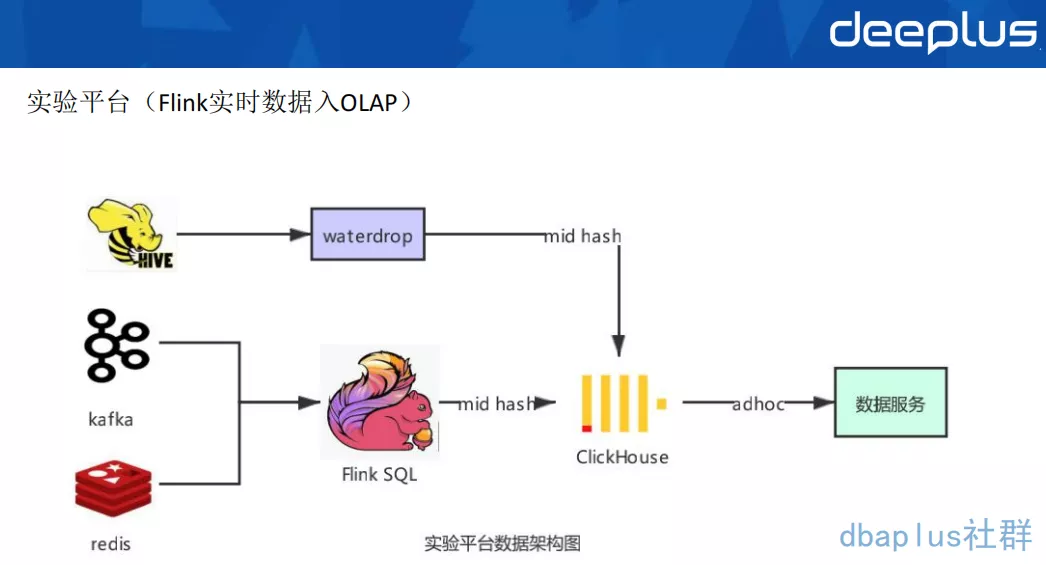 deeplus
实验平台（Flink实时数据入OLAP）
HIVE
waterdrop
mid hash
kafka
Flink SQL
mid hash
ClickHouse
adhoc
数据服务
redis
实验平台数据架构图
dbaplus社群